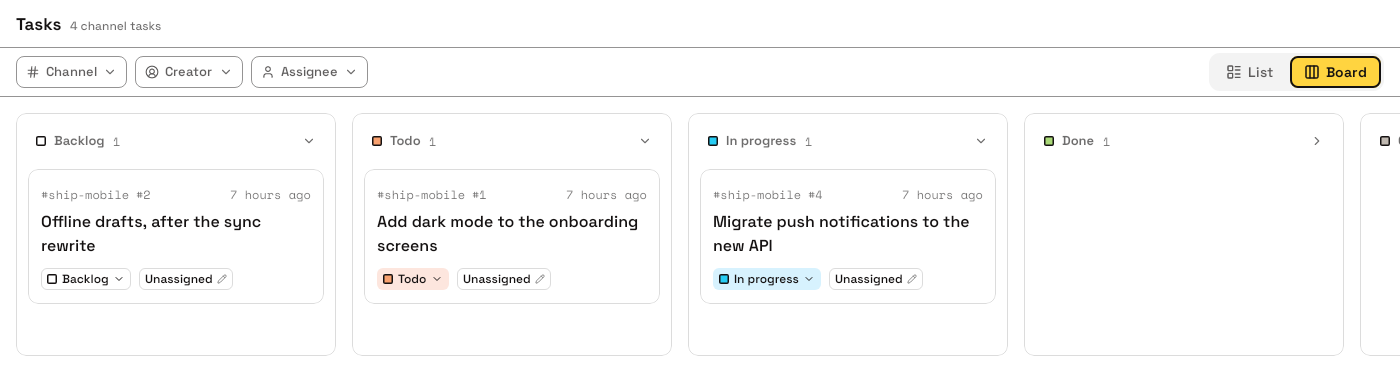 Tasks 4 channel tasks
Channel Creator Assignee List Board
Backlog 1
#ship-mobile #2 7 hours ago
Offline drafts, after the sync
rewrite
Backlog Unassigned
Todo 1
#ship-mobile #1 7 hours ago
Add dark mode to the onboarding
screens
Todo Unassigned
In progress 1
#ship-mobile #4 7 hours ago
Migrate push notifications to the
new API
In progress Unassigned
Done 1